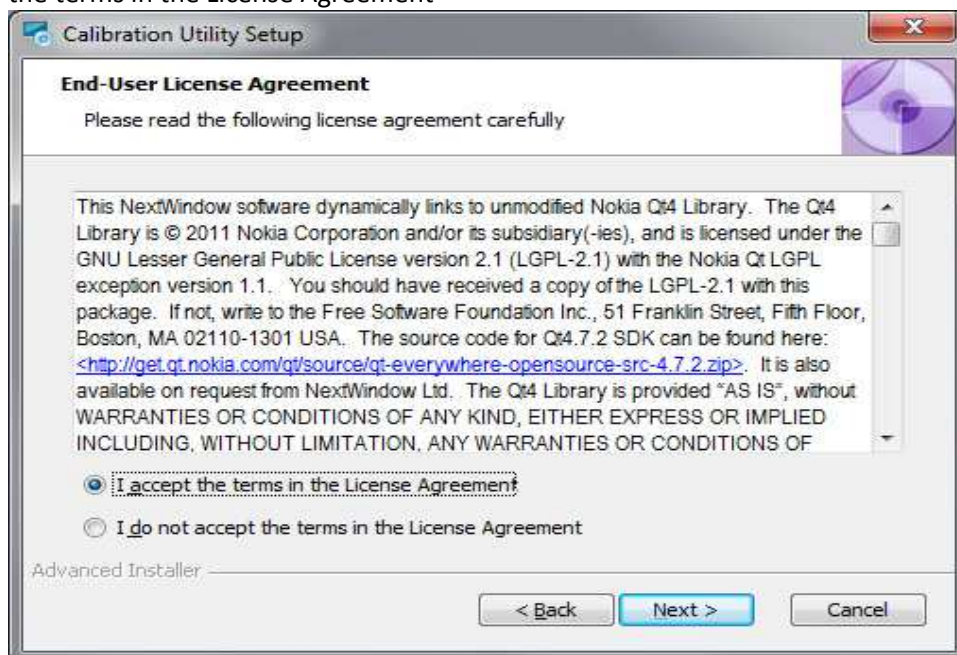 the terms in the License Agreement
Calibration Utility Setup
End-User License Agreement
Please read the following license agreement carefully
This NextWindow software dynamically links to unmodified Nokia Qt4 Library. The Qt4
Library is © 2011 Nokia Corporation and/or its subsidiary(-ies), and is licensed under the
GNU Lesser General Public License version 2.1 (LGPL-2.1) with the Nokia Qt LGPL
exception version 1.1. You should have received a copy of the LGPL-2.1 with this
package. If not, write to the Free Software Foundation Inc., 51 Franklin Street, Fifth Floor,
Boston, MA 02110-1301 USA. The source code for Qt4.7.2 SDK can be found here:
<http://get.qt.nokia.com/qt/source/qt-everywhere-opensource-src-4.7.2.zip>. It is also
available on request from NextWindow Ltd. The Qt4 Library is provided "AS IS", without
WARRANTIES OR CONDITIONS OF ANY KIND, EITHER EXPRESS OR IMPLIED
INCLUDING, WITHOUT LIMITATION, ANY WARRANTIES OR CONDITIONS OF
I accept the terms in the License Agreement
I do not accept the terms in the License Agreement
Advanced Installer
< Back Next > Cancel